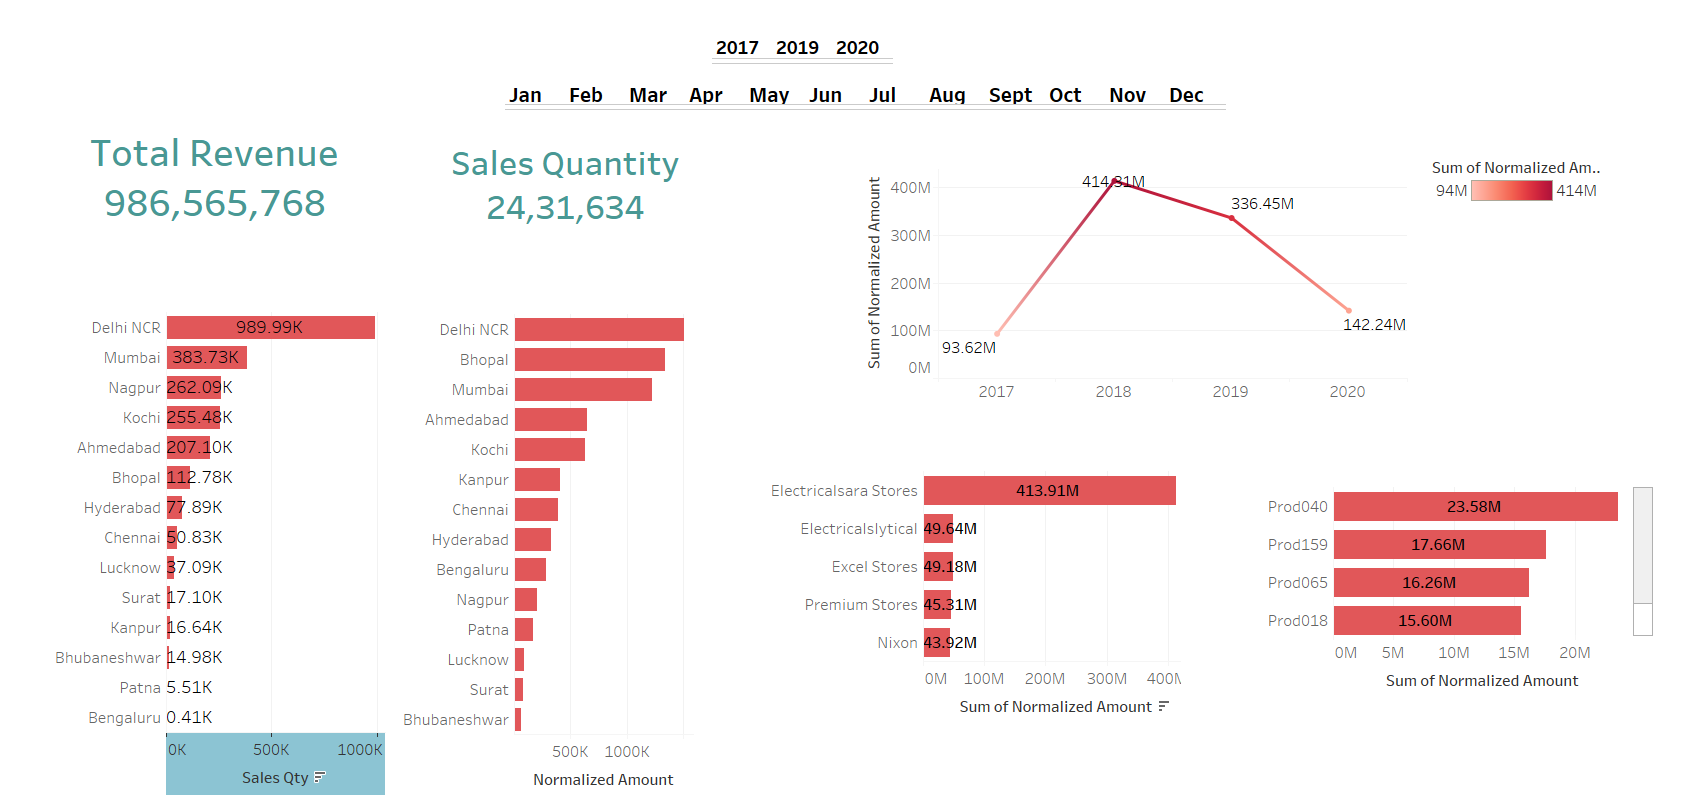 2017 2019 2020
Jan Feb Mar Apr May Jun Jul Aug Sept Oct Nov Dec
Total Revenue
986,565,768
Sales Quantity
24,31,634
Delhi NCR 989.99K
Mumbai 383.73K
Nagpur 262.09K
Kochi 255.48K
Ahmedabad 207.10K
Bhopal 112.78K
Hyderabad 77.89K
Chennai 50.83K
Lucknow 37.09K
Surat 17.10K
Kanpur 16.64K
Bhubaneshwar 14.98K
Patna 5.51K
Bengaluru 0.41K
0K 500K 1000K
Sales Qty
Delhi NCR
Bhopal
Mumbai
Ahmedabad
Kochi
Kanpur
Chennai
Hyderabad
Bengaluru
Nagpur
Patna
Lucknow
Surat
Bhubaneshwar
500K 1000K
Normalized Amount
Sum of Normalized Amount
400M
300M
200M
100M
0M
93.62M
414.31M
336.45M
142.24M
2017 2018 2019 2020
Sum of Normalized Am..
94M 414M
Electricalsara Stores 413.91M
Electricalslytical 49.64M
Excel Stores 49.18M
Premium Stores 45.31M
Nixon 43.92M
0M 100M 200M 300M 400M
Sum of Normalized Amount
Prod040 23.58M
Prod159 17.66M
Prod065 16.26M
Prod018 15.60M
0M 5M 10M 15M 20M
Sum of Normalized Amount